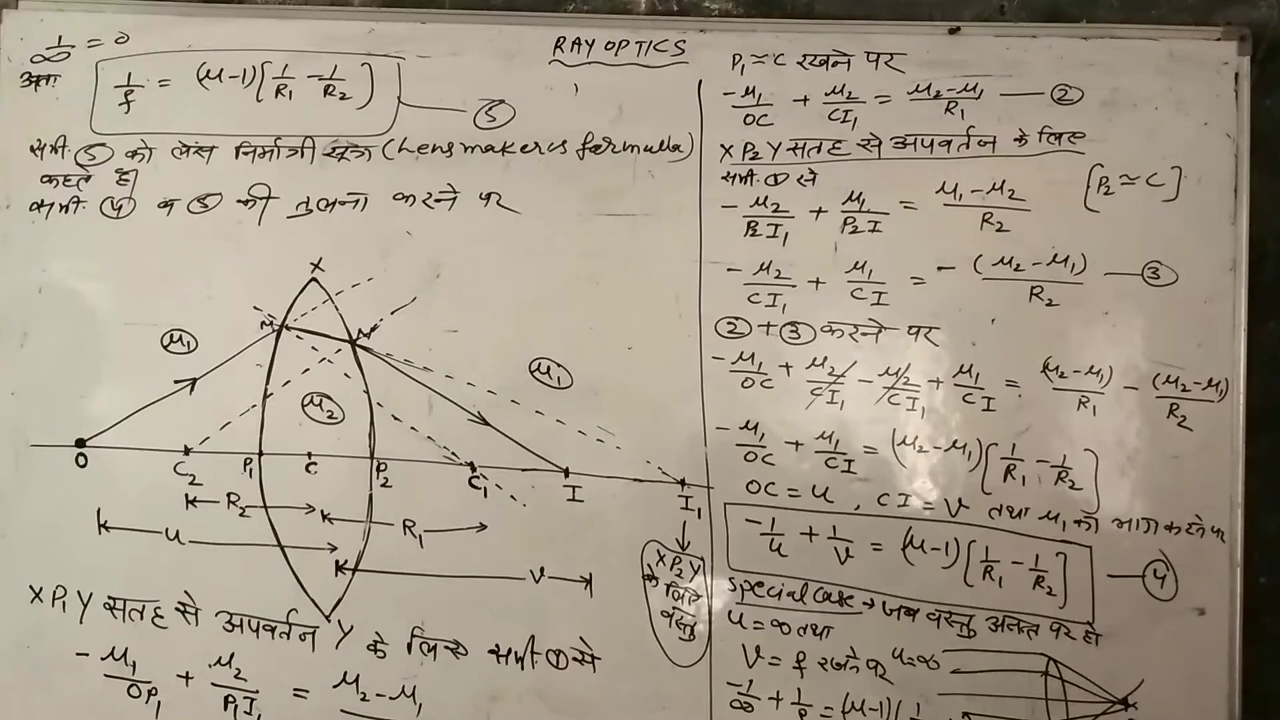 RAY OPTICS
1/∞ = 0
अतः 1/f = (μ-1)[1/R₁ - 1/R₂] — ⑤
समी. ⑤ को लेंस निर्मात्री सूत्र (Lens maker's formulla)
कहते है।
समी. ④ व ⑤ की तुलना करने पर
X
M N
μ₁ μ₂ μ₁
O C₂ P₁ C P₂ C₁ I I₁
R₂ R₁
u v
XP₂Y
के लिए
वस्तु
Y
XP₁Y सतह से अपवर्तन के लिए समी. ① से
-μ₁/OP₁ + μ₂/P₁I₁ = μ₂-μ₁
P₁≃C रखने पर
-μ₁/OC + μ₂/CI₁ = μ₂-μ₁/R₁ — ②
XP₂Y सतह से अपवर्तन के लिए
समी. ① से [P₂≃C]
-μ₂/P₂I₁ + μ₁/P₂I = μ₁-μ₂/R₂
-μ₂/CI₁ + μ₁/CI = -(μ₂-μ₁)/R₂ — ③
②+③ करने पर
-μ₁/OC + μ₂/CI₁ - μ₂/CI₁ + μ₁/CI = (μ₂-μ₁)/R₁ - (μ₂-μ₁)/R₂
-μ₁/OC + μ₁/CI = (μ₂-μ₁)[1/R₁ - 1/R₂]
OC = u, CI = v तथा μ₁ का भाग करने पर
-1/u + 1/v = (μ-1)[1/R₁ - 1/R₂] — ④
special case → जब वस्तु अनन्त पर हो
u = ∞ तथा
v = f रखने पर u=∞
-1/∞ + 1/f = (μ-1)(1